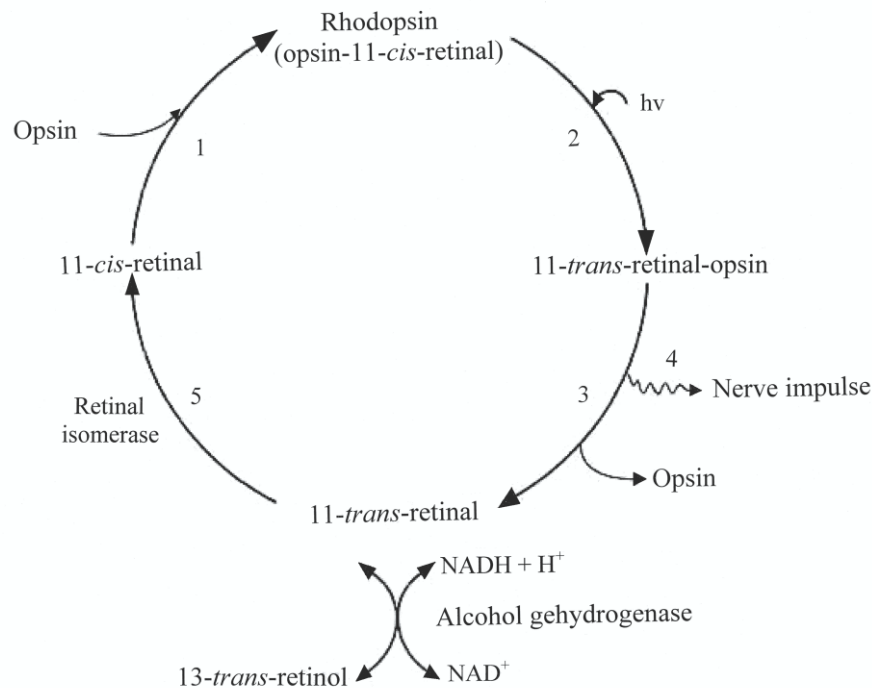 Rhodopsin
(opsin-11-cis-retinal)
hv
Opsin
1
2
11-cis-retinal
11-trans-retinal-opsin
4
Nerve impulse
3
5
Retinal
isomerase
Opsin
11-trans-retinal
NADH + H⁺
Alcohol gehydrogenase
13-trans-retinol
NAD⁺